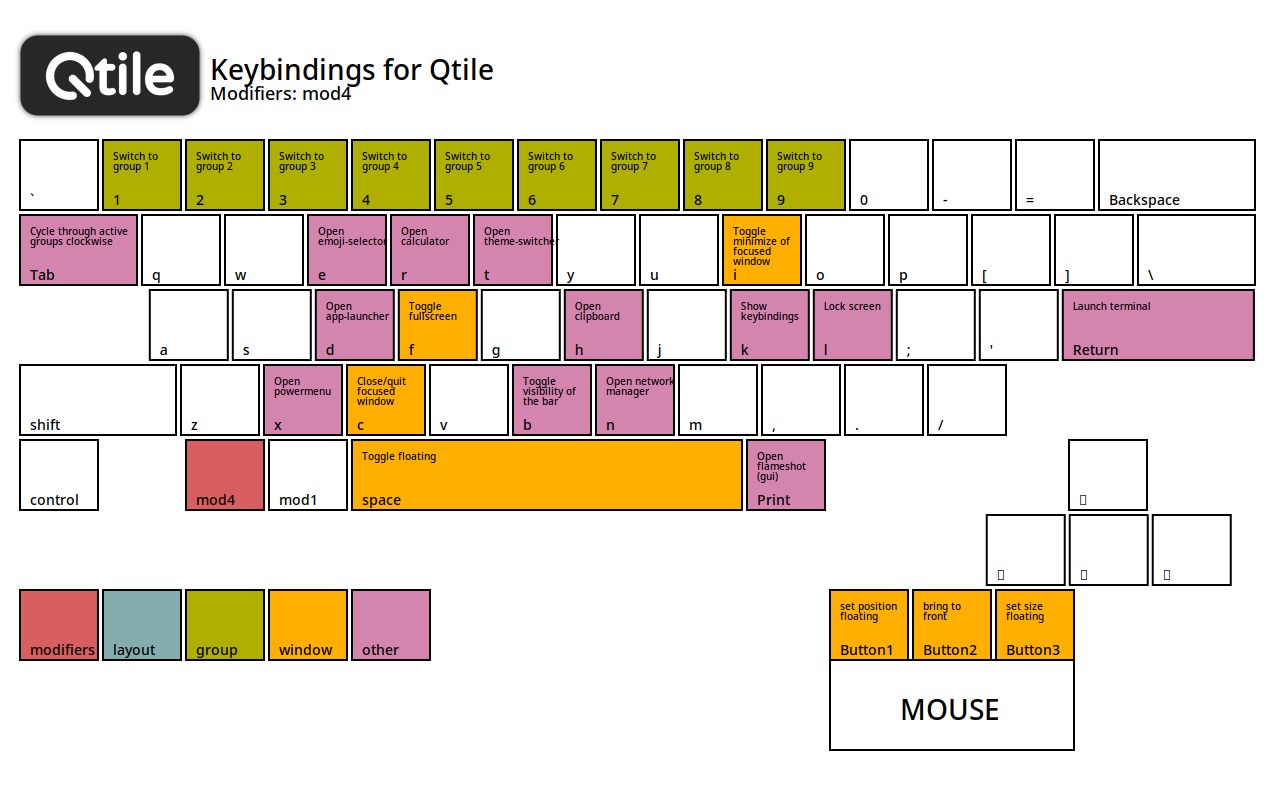 Qtile
Keybindings for Qtile
Modifiers: mod4
`
Switch to
group 1
1
Switch to
group 2
2
Switch to
group 3
3
Switch to
group 4
4
Switch to
group 5
5
Switch to
group 6
6
Switch to
group 7
7
Switch to
group 8
8
Switch to
group 9
9
0
-
=
Backspace
Cycle through active
groups clockwise
Tab
q
w
Open
emoji-selector
e
Open
calculator
r
Open
theme-switcher
t
y
u
Toggle
minimize of
focused
window
i
o
p
[
]
\
a
s
Open
app-launcher
d
Toggle
fullscreen
f
g
Open
clipboard
h
j
Show
keybindings
k
Lock screen
l
;
'
Launch terminal
Return
shift
z
Open
powermenu
x
Close/quit
focused
window
c
v
Toggle
visibility of
the bar
b
Open network
manager
n
m
,
.
/
control
mod4
mod1
Toggle floating
space
Open
flameshot
(gui)
Print
modifiers
layout
group
window
other
set position
floating
Button1
bring to
front
Button2
set size
floating
Button3
MOUSE